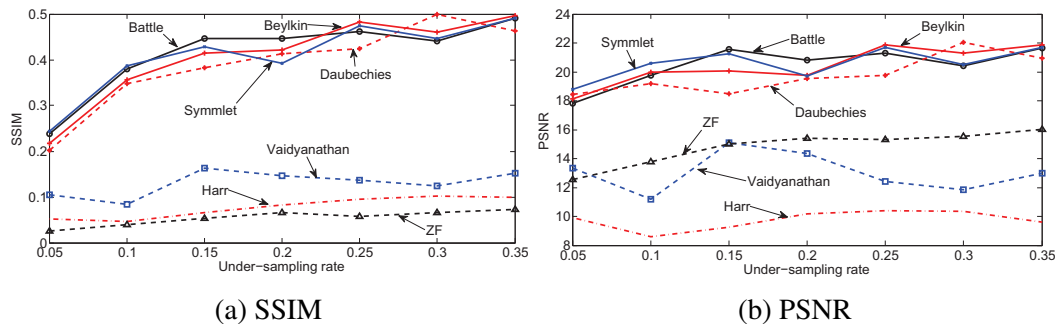 0.5
0.4
0.3
0.2
0.1
0
SSIM
0.05
0.1
0.15
0.2
0.25
0.3
0.35
Under−sampling rate
Battle
Beylkin
Daubechies
Symmlet
Vaidyanathan
Harr
ZF
(a) SSIM
24
22
20
18
16
14
12
10
8
PSNR
0.05
0.1
0.15
0.2
0.25
0.3
0.35
Under−sampling rate
Symmlet
Battle
Beylkin
Daubechies
ZF
Vaidyanathan
Harr
(b) PSNR